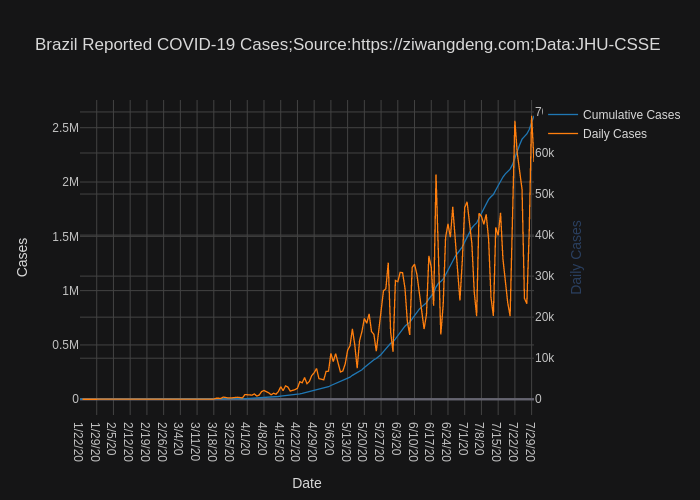 Brazil Reported COVID-19 Cases;Source:https://ziwangdeng.com;Data:JHU-CSSE
Cumulative Cases
Daily Cases
2.5M
2M
1.5M
1M
0.5M
0
Cases
60k
50k
40k
30k
20k
10k
0
Daily Cases
1/22/20
1/29/20
2/5/20
2/12/20
2/19/20
2/26/20
3/4/20
3/11/20
3/18/20
3/25/20
4/1/20
4/8/20
4/15/20
4/22/20
4/29/20
5/6/20
5/13/20
5/20/20
5/27/20
6/3/20
6/10/20
6/17/20
6/24/20
7/1/20
7/8/20
7/15/20
7/22/20
7/29/20
Date